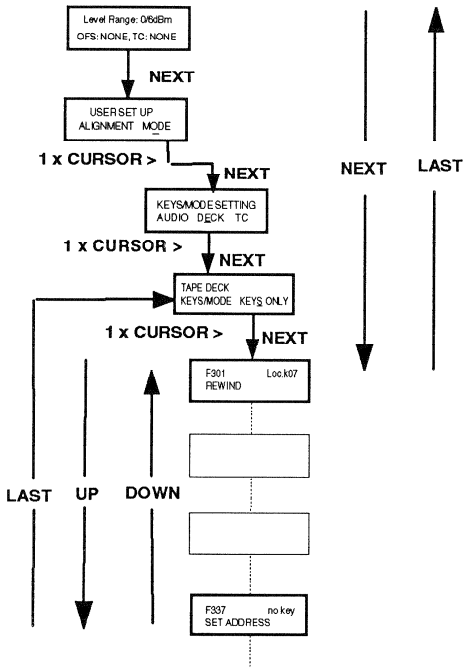 Level Range: 0/6dBm
OFS: NONE, TC: NONE
NEXT
USER SET UP
ALIGNMENT MODE
1 x CURSOR >
NEXT
KEYS/MODE SETTING
AUDIO DECK TC
1 x CURSOR >
NEXT
TAPE DECK
KEYS/MODE KEYS ONLY
1 x CURSOR >
NEXT
F301 Loc.k07
REWIND
F337 no key
SET ADDRESS
LAST UP DOWN
NEXT LAST